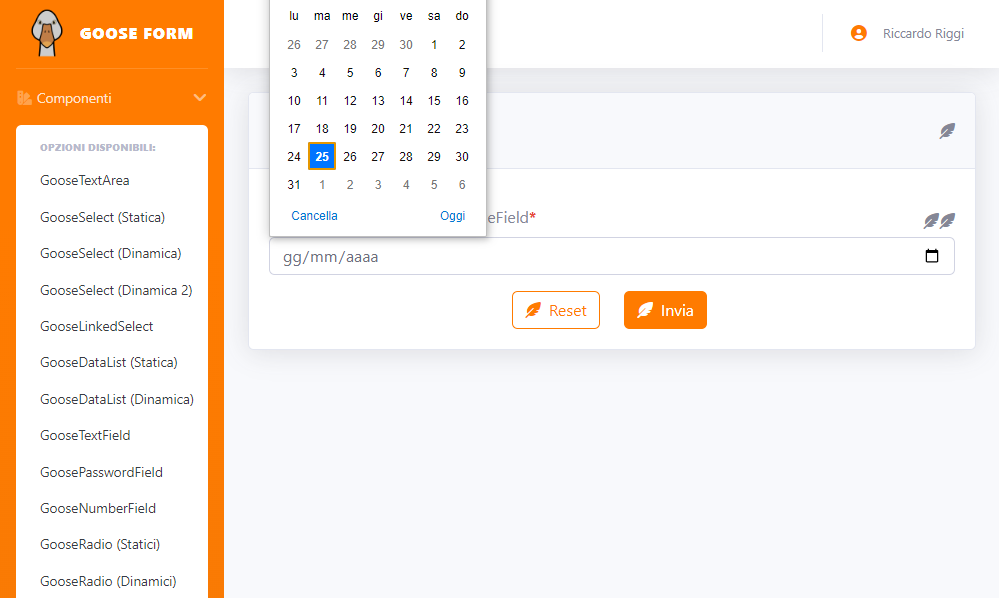 GOOSE FORM
Componenti
OPZIONI DISPONIBILI:
GooseTextArea
GooseSelect (Statica)
GooseSelect (Dinamica)
GooseSelect (Dinamica 2)
GooseLinkedSelect
GooseDataList (Statica)
GooseDataList (Dinamica)
GooseTextField
GoosePasswordField
GooseNumberField
GooseRadio (Statici)
GooseRadio (Dinamici)
Riccardo Riggi
lu ma me gi ve sa do
26 27 28 29 30 1 2
3 4 5 6 7 8 9
10 11 12 13 14 15 16
17 18 19 20 21 22 23
24 25 26 27 28 29 30
31 1 2 3 4 5 6
Cancella Oggi
eField*
gg/mm/aaaa
Reset Invia